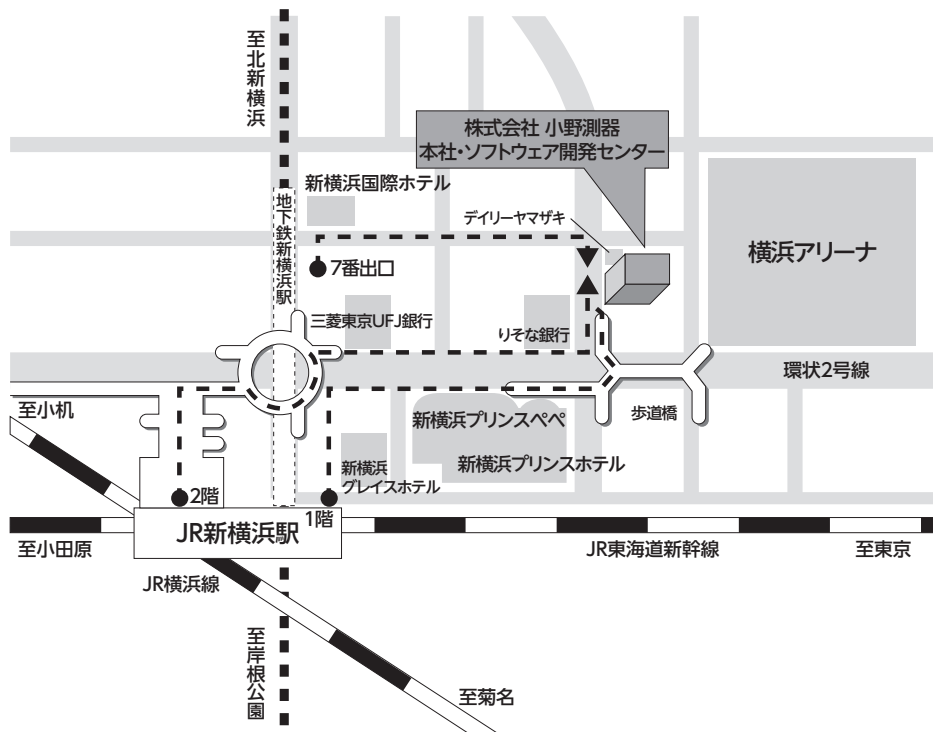 至北新横浜
株式会社 小野測器
本社・ソフトウェア開発センター
新横浜国際ホテル
地下鉄新横浜駅
デイリーヤマザキ
横浜アリーナ
7番出口
三菱東京UFJ銀行
りそな銀行
環状2号線
至小机
新横浜プリンスペペ
歩道橋
新横浜
グレイスホテル
新横浜プリンスホテル
2階
1階
JR新横浜駅
至小田原
JR東海道新幹線
至東京
JR横浜線
至岸根公園
至菊名